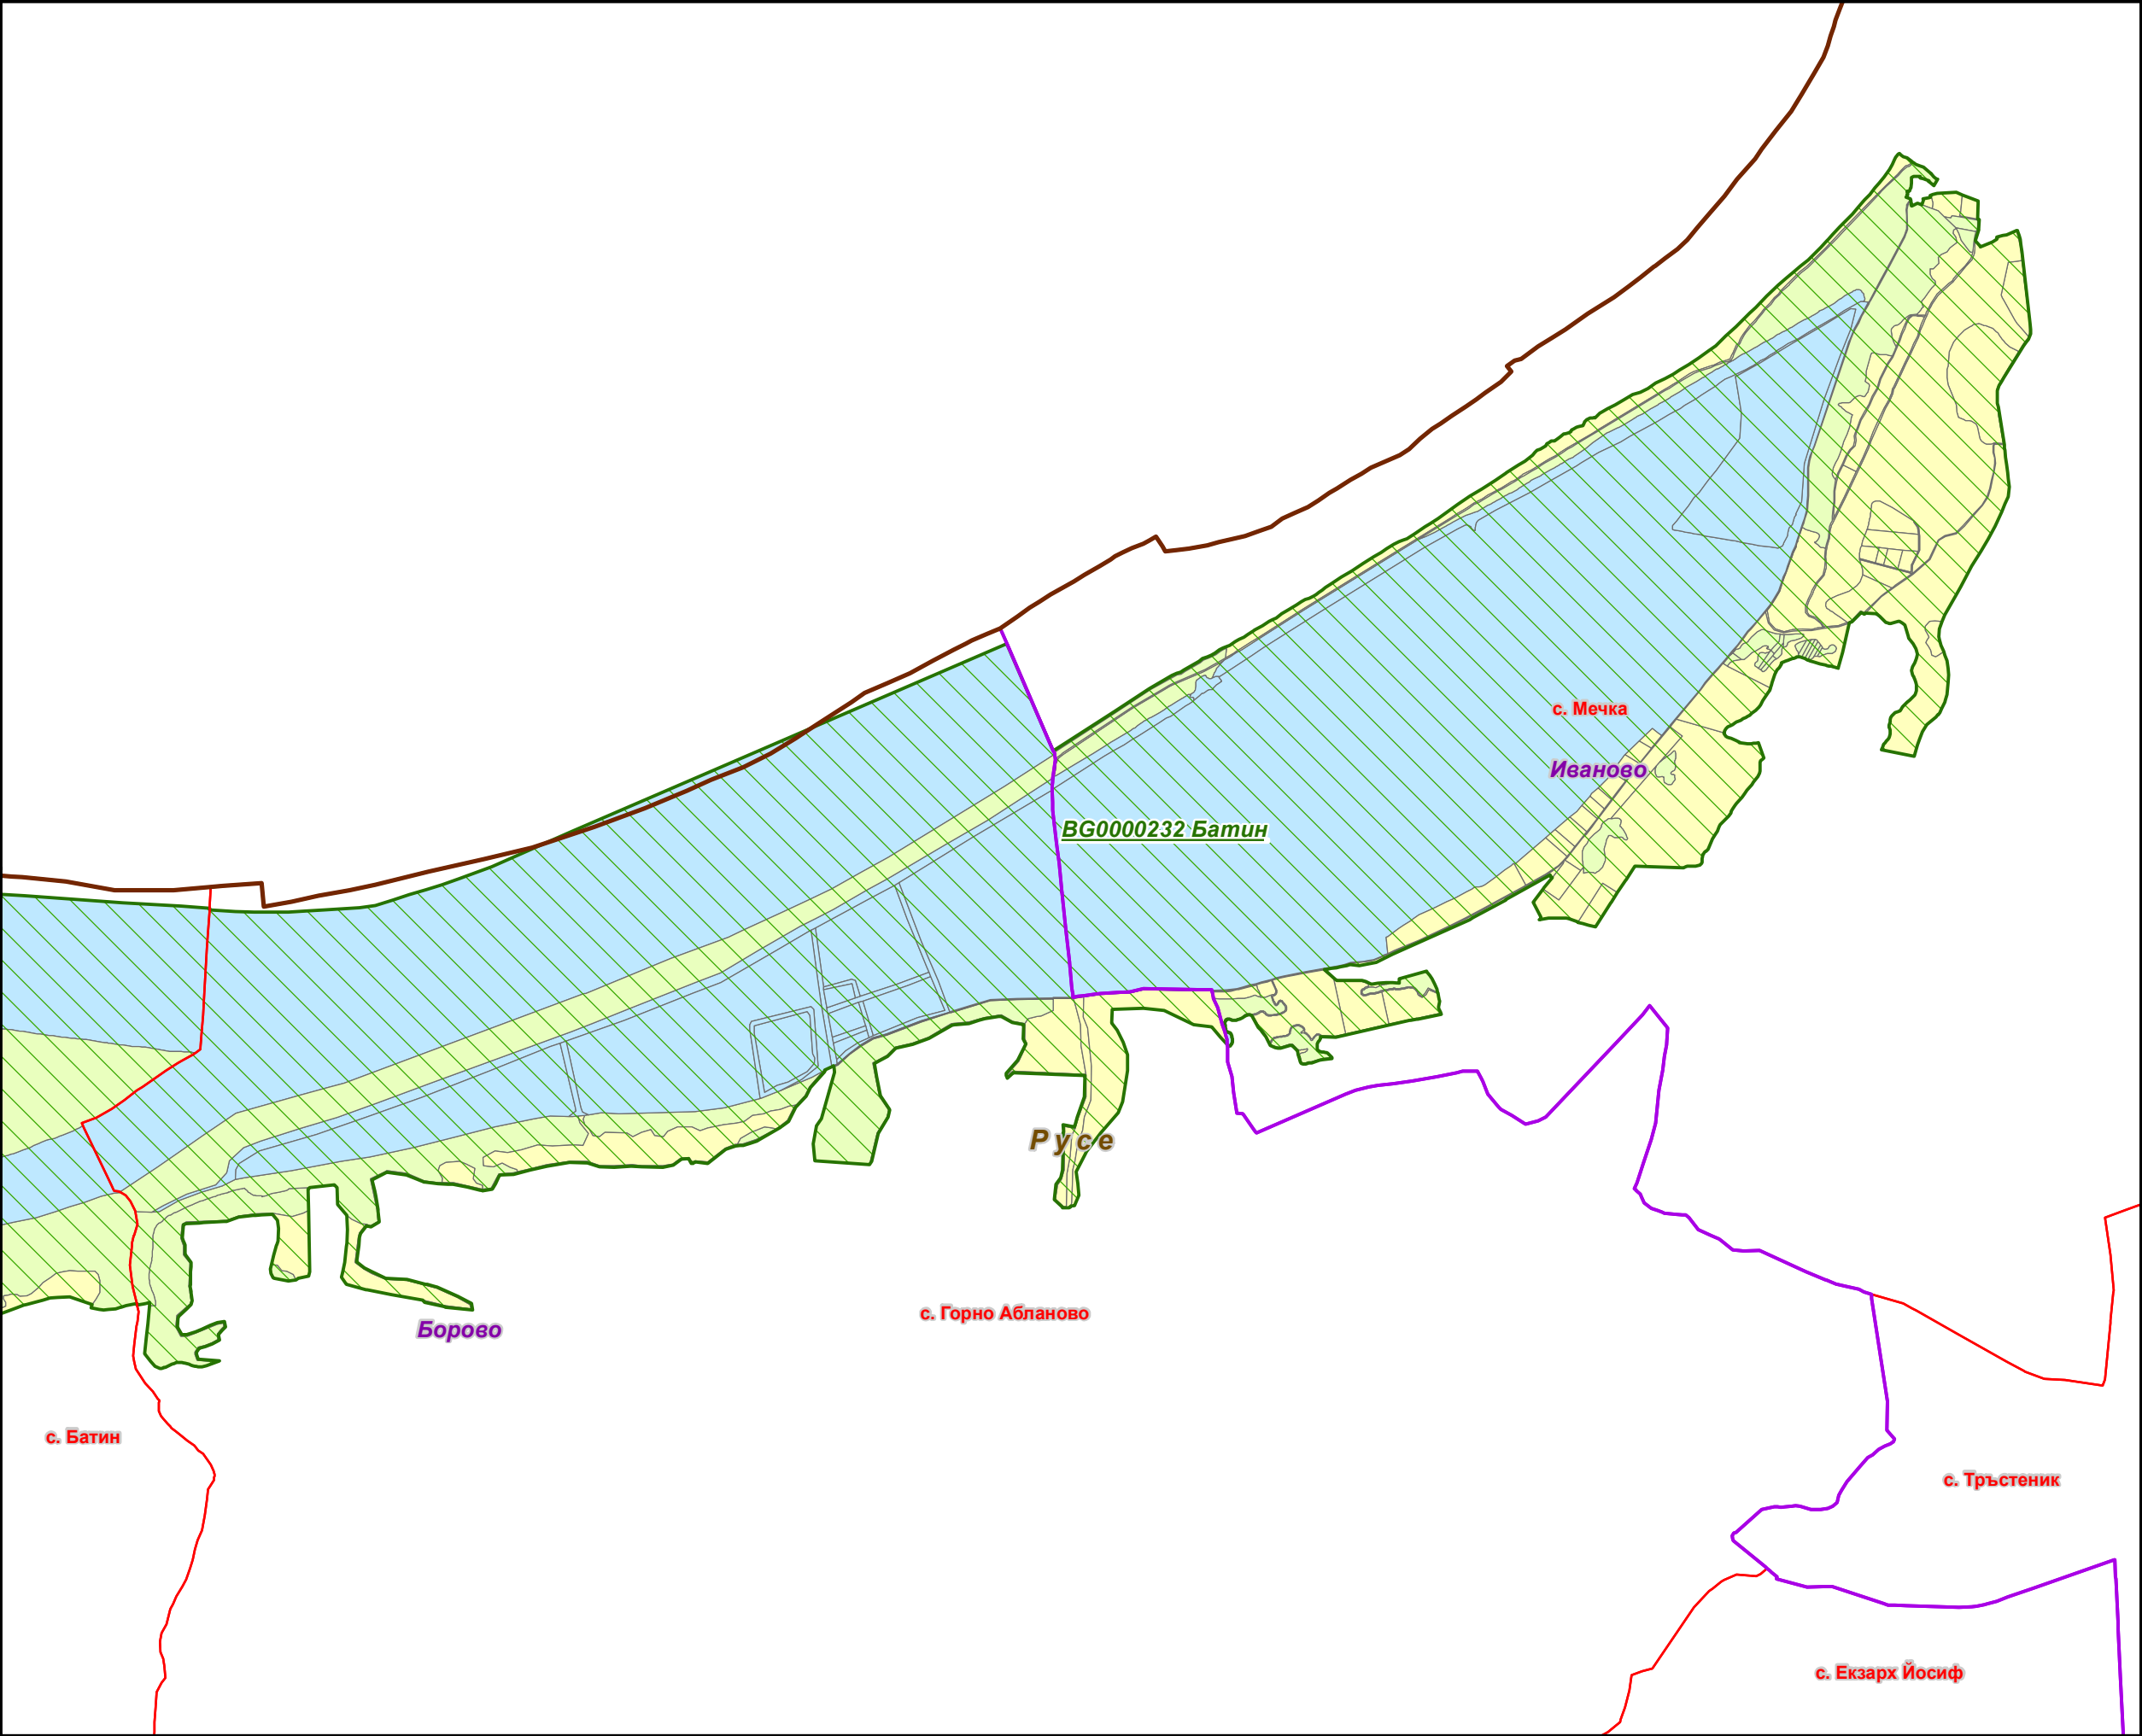 с. Мечка
Иваново
BG0000232 Батин
Русе
с. Горно Абланово
Борово
с. Батин
с. Тръстеник
с. Екзарх Йосиф